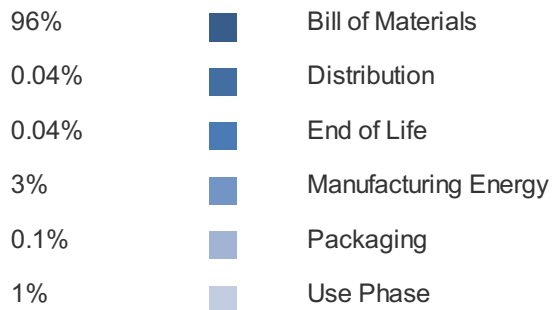 96% Bill of Materials
0.04% Distribution
0.04% End of Life
3% Manufacturing Energy
0.1% Packaging
1% Use Phase